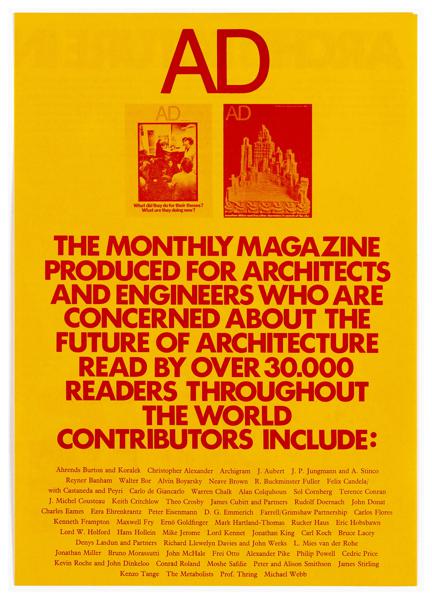 AD
AD
AD
What did they do for their theses?
What are they doing now?
THE MONTHLY MAGAZINE
PRODUCED FOR ARCHITECTS
AND ENGINEERS WHO ARE
CONCERNED ABOUT THE
FUTURE OF ARCHITECTURE
READ BY OVER 30.000
READERS THROUGHOUT
THE WORLD
CONTRIBUTORS INCLUDE:
Ahrends Burton and Koralek Christopher Alexander Archigram J. Aubert J. P. Jungmann and A. Stinco
Reyner Banham Walter Bor Alvin Boyarsky Neave Brown R. Buckminster Fuller Felix Candela/
with Castaneda and Peyri Carlo de Giancarlo Warren Chalk Alan Colquhoun Sol Cornberg Terence Conran
J. Michel Cousteau Keith Critchlow Theo Crosby James Cubitt and Partners Rudolf Doernach John Donat
Charles Eames Ezra Ehrenkrantz Peter Eisenmann D. G. Emmerich Farrell/Grimshaw Partnership Carlos Flores
Kenneth Frampton Maxwell Fry Ernö Goldfinger Mark Hartland-Thomas Rucker Haus Eric Hobsbawn
Lord W. Holford Hans Hollein Mike Jerome Lord Kennet Jonathan King Carl Koch Bruce Lacey
Denys Lasdun and Partners Richard Llewelyn Davies and John Weeks L. Mies van der Rohe
Jonathan Miller Bruno Morassutti John McHale Frei Otto Alexander Pike Philip Powell Cedric Price
Kevin Roche and John Dinkeloo Conrad Roland Moshe Safdie Peter and Alison Smithson James Stirling
Kenzo Tange The Metabolists Prof. Thring Michael Webb